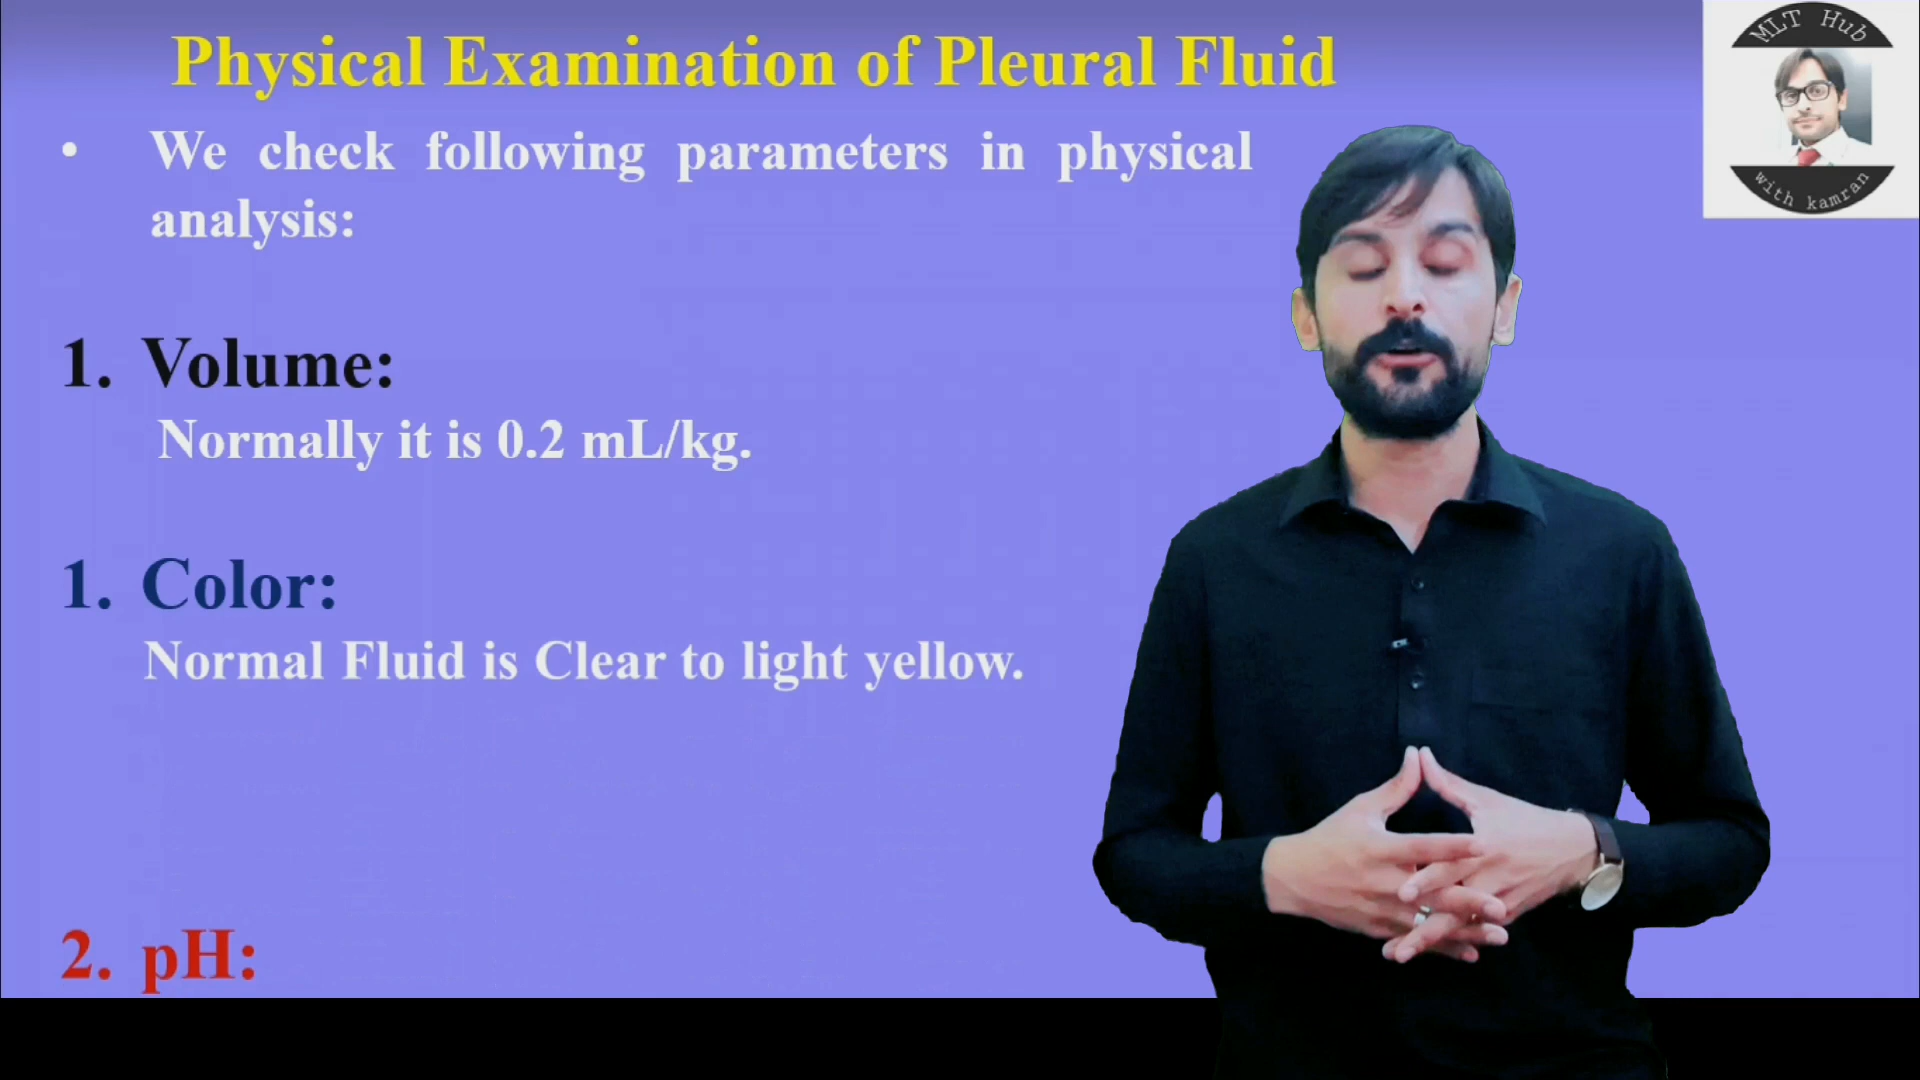 Physical Examination of Pleural Fluid
• We check following parameters in physical
analysis:
1. Volume:
Normally it is 0.2 mL/kg.
1. Color:
Normal Fluid is Clear to light yellow.
2. pH:
MLT Hub
with kamran